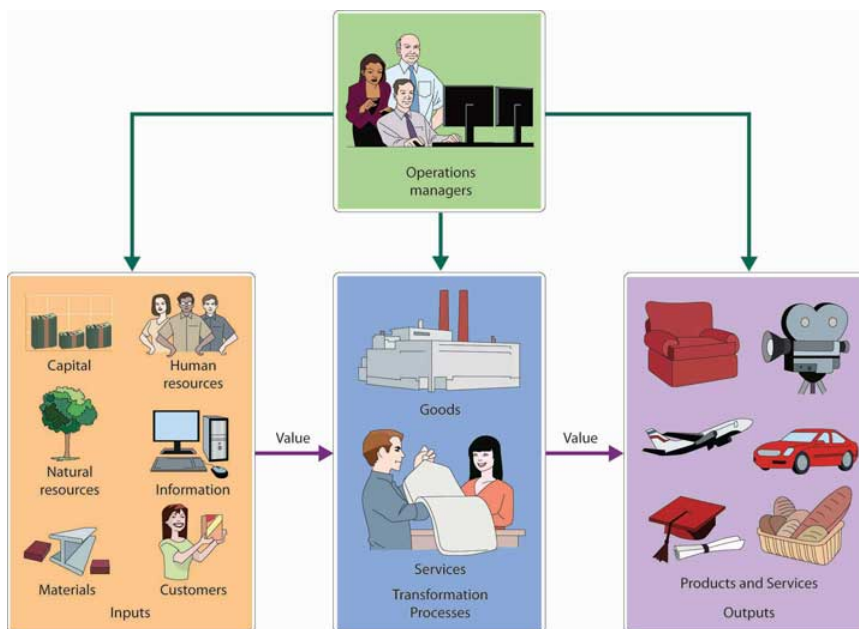 Operations
managers
Capital
Human
resources
Natural
resources
Information
Materials
Customers
Inputs
Value
Goods
Services
Transformation
Processes
Value
Products and Services
Outputs